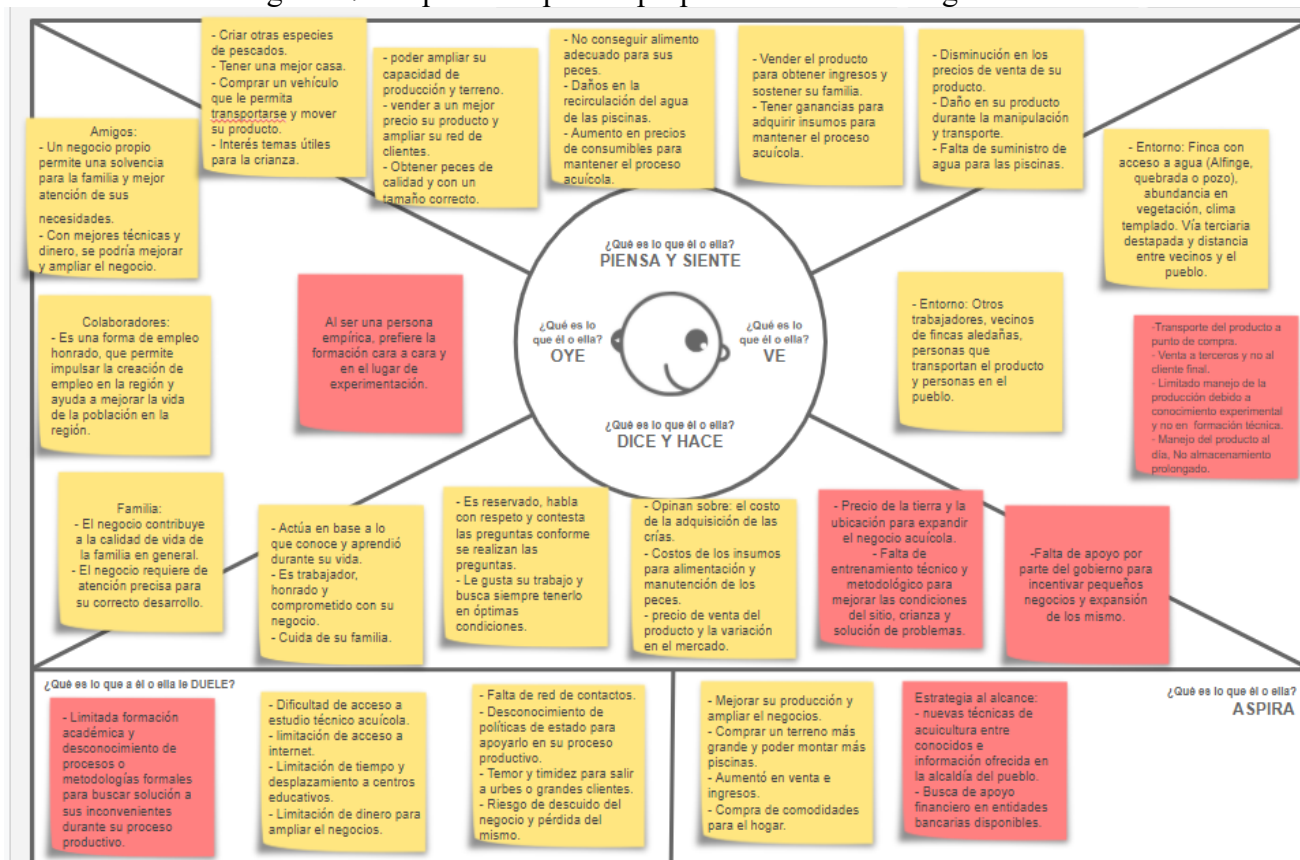 - Criar otras especies
de pescados.
- Tener una mejor casa.
- Comprar un vehículo
que le permita
transportarse y mover
su producto.
- Interés temas útiles
para la crianza.
- poder ampliar su
capacidad de
producción y terreno.
- vender a un mejor
precio su producto y
ampliar su red de
clientes.
- Obtener peces de
calidad y con un
tamaño correcto.
- No conseguir alimento
adecuado para sus
peces.
- Daños en la
recirculación del agua
de las piscinas.
- Aumento en precios
de consumibles para
mantener el proceso
acuícola.
- Vender el producto
para obtener ingresos y
sostener su familia.
- Tener ganancias para
adquirir insumos para
mantener el proceso
acuícola.
- Disminución en los
precios de venta de su
producto.
- Daño en su producto
durante la manipulación
y transporte.
- Falta de suministro de
agua para las piscinas.
Amigos:
- Un negocio propio
permite una solvencia
para la familia y mejor
atención de sus
necesidades.
- Con mejores técnicas y
dinero, se podría mejorar
y ampliar el negocio.
- Entorno: Finca con
acceso a agua (Alfinge,
quebrada o pozo),
abundancia en
vegetación, clima
templado. Vía terciaria
destapada y distancia
entre vecinos y el
pueblo.
¿Qué es lo que él o ella?
PIENSA Y SIENTE
¿Qué es lo
que él o ella?
OYE
¿Qué es lo
que él o ella?
VE
¿Qué es lo que él o ella?
DICE Y HACE
Colaboradores:
- Es una forma de empleo
honrado, que permite
impulsar la creación de
empleo en la región y
ayuda a mejorar la vida
de la población en la
región.
Al ser una persona
empírica, prefiere la
formación cara a cara y
en el lugar de
experimentación.
- Entorno: Otros
trabajadores, vecinos
de fincas aledañas,
personas que
transportan el producto
y personas en el
pueblo.
-Transporte del producto a
punto de compra.
- Venta a terceros y no al
cliente final.
- Limitado manejo de la
producción debido a
conocimiento experimental
y no en formación técnica.
- Manejo del producto al
día, No almacenamiento
prolongado.
Familia:
- El negocio contribuye
a la calidad de vida de
la familia en general.
- El negocio requiere de
atención precisa para
su correcto desarrollo.
- Actúa en base a lo
que conoce y aprendió
durante su vida.
- Es trabajador,
honrado y
comprometido con su
negocio.
- Cuida de su familia.
- Es reservado, habla
con respeto y contesta
las preguntas conforme
se realizan las
preguntas.
- Le gusta su trabajo y
busca siempre tenerlo
en óptimas
condiciones.
- Opinan sobre: el costo
de la adquisición de las
crías.
- Costos de los insumos
para alimentación y
manutención de los
peces.
- precio de venta del
producto y la variación
en el mercado.
- Precio de la tierra y la
ubicación para expandir
el negocio acuícola.
- Falta de
entrenamiento técnico y
metodológico para
mejorar las condiciones
del sitio, crianza y
solución de problemas.
-Falta de apoyo por
parte del gobierno para
incentivar pequeños
negocios y expansión
de los mismo.
¿Qué es lo que a él o ella le DUELE?
- Limitada formación
académica y
desconocimiento de
procesos o
metodologías formales
para buscar solución a
sus inconvenientes
durante su proceso
productivo.
- Dificultad de acceso a
estudio técnico acuícola.
- limitación de acceso a
internet.
- Limitación de tiempo y
desplazamiento a centros
educativos.
- Limitación de dinero para
ampliar el negocios.
- Falta de red de contactos.
- Desconocimiento de
políticas de estado para
apoyarlo en su proceso
productivo.
- Temor y timidez para salir
a urbes o grandes clientes.
- Riesgo de descuido del
negocio y pérdida del
mismo.
- Mejorar su producción y
ampliar el negocios.
- Comprar un terreno más
grande y poder montar más
piscinas.
- Aumentó en venta e
ingresos.
- Compra de comodidades
para el hogar.
Estrategia al alcance:
- nuevas técnicas de
acuicultura entre
conocidos e
información ofrecida en
la alcaldía del pueblo.
- Busca de apoyo
financiero en entidades
bancarias disponibles.
¿Qué es lo que él o ella?
ASPIRA